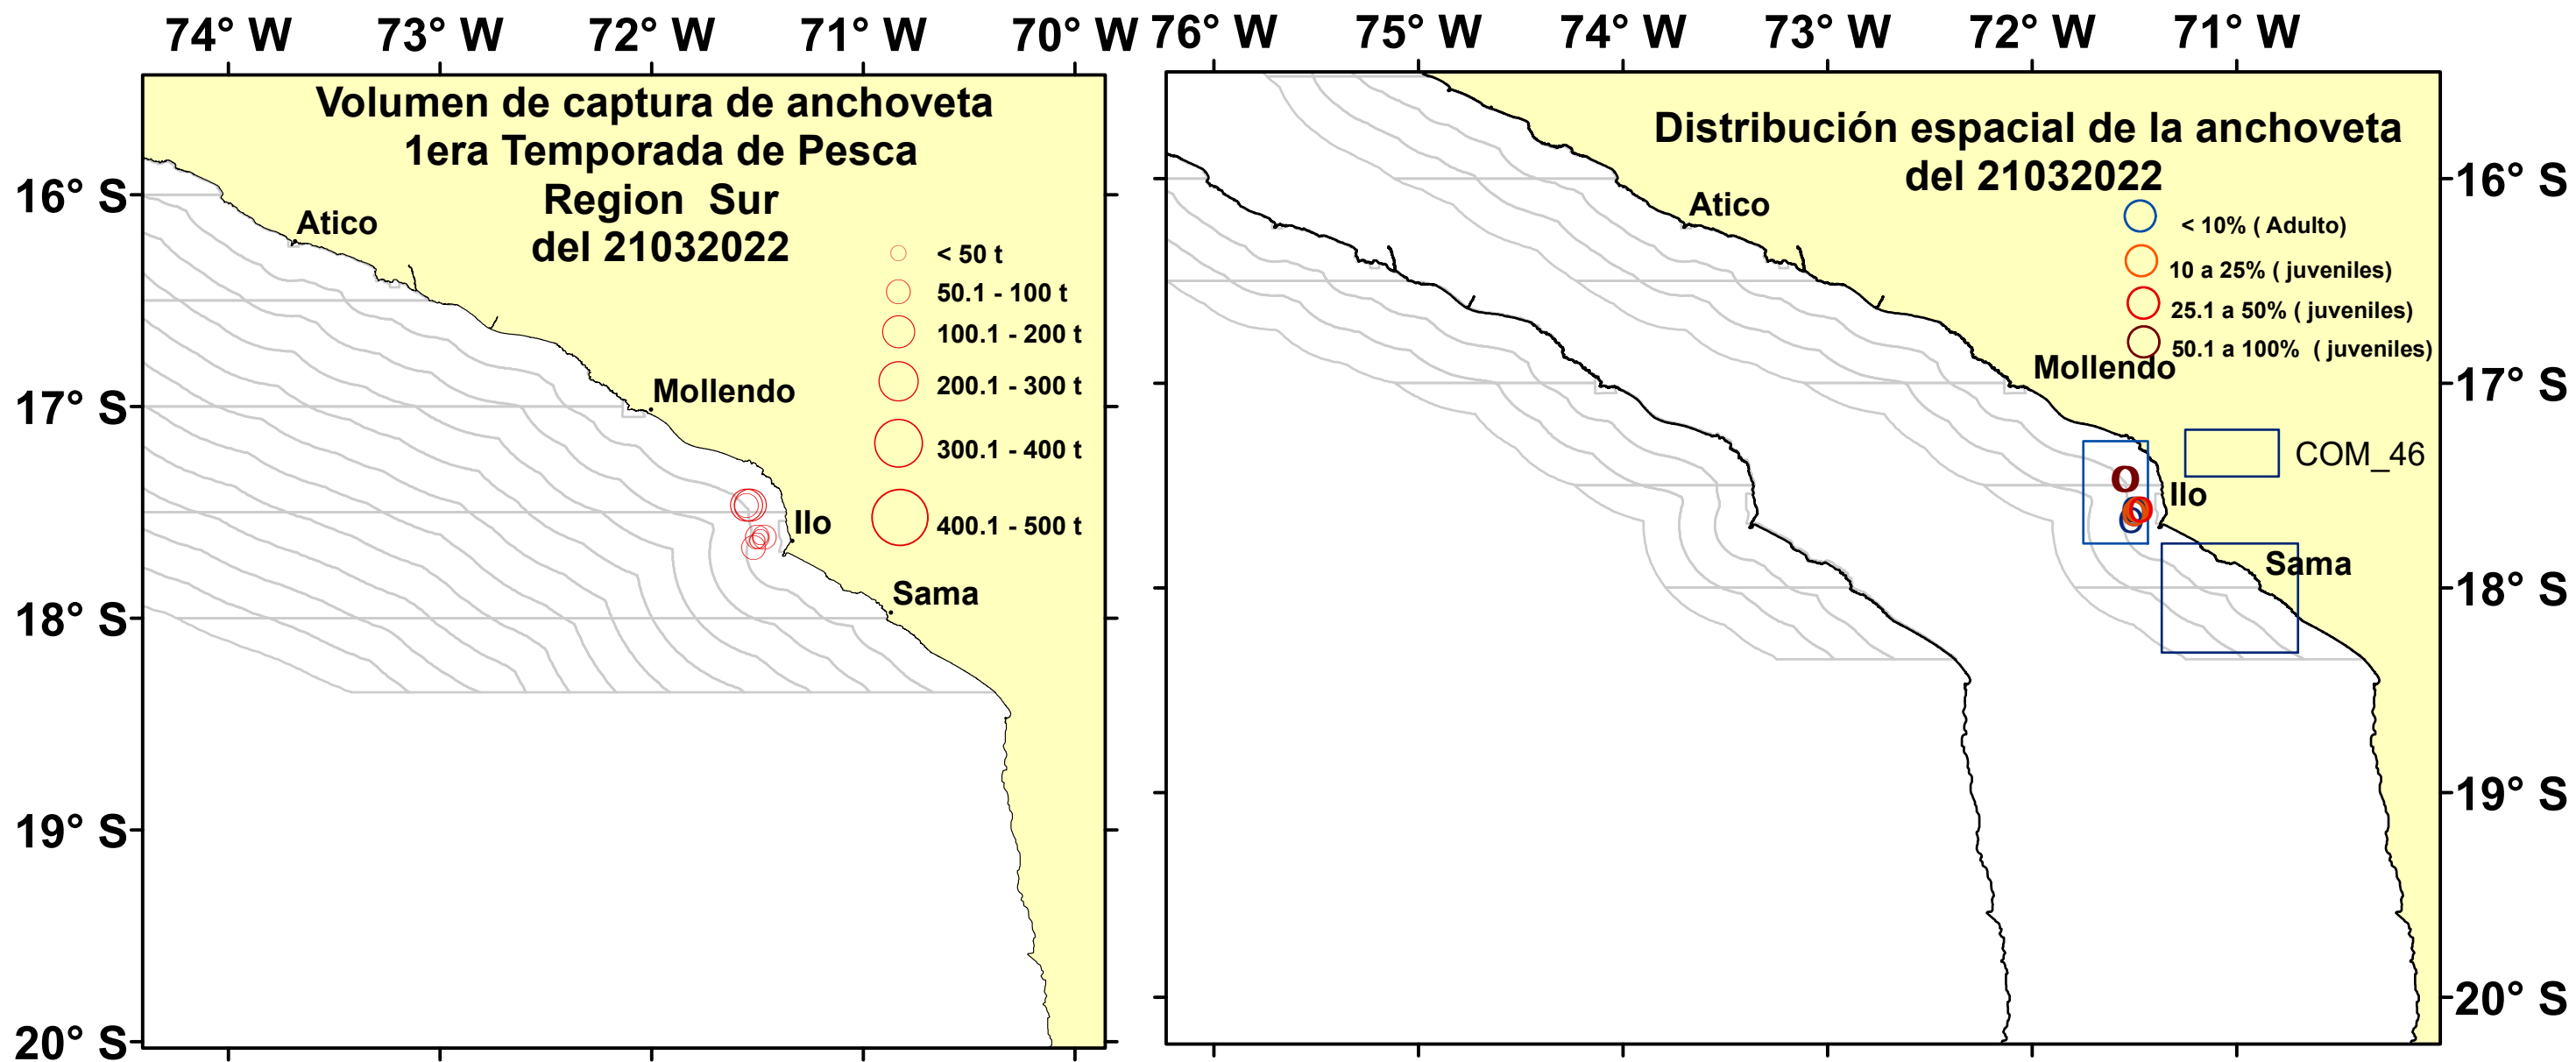 74° W 73° W 72° W 71° W 70° W
Volumen de captura de anchoveta
1era Temporada de Pesca
Region  Sur
del 21032022
< 50 t
50.1 - 100 t
100.1 - 200 t
200.1 - 300 t
300.1 - 400 t
400.1 - 500 t
Atico
Mollendo
Ilo
Sama
16° S
17° S
18° S
19° S
20° S
76° W 75° W 74° W 73° W 72° W 71° W
Distribución espacial de la anchoveta
del 21032022
< 10% ( Adulto)
10 a 25% ( juveniles)
25.1 a 50% ( juveniles)
50.1 a 100%  ( juveniles)
COM_46
Atico
Mollendo
Ilo
Sama
16° S
17° S
18° S
19° S
20° S